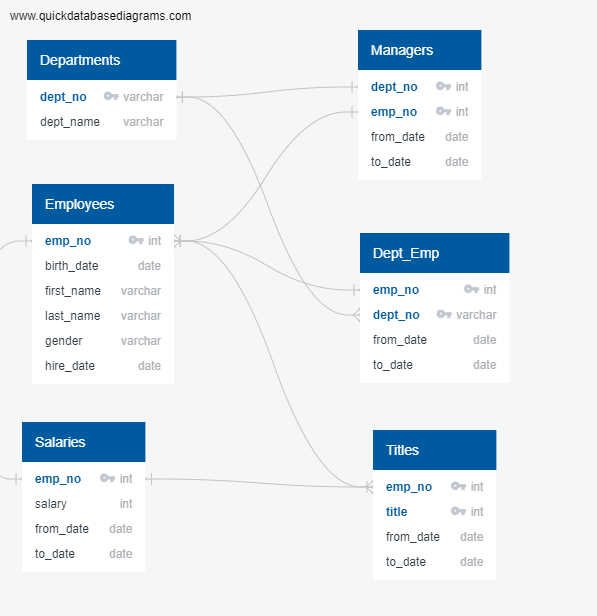 www.quickdatabasediagrams.com
Departments
dept_no varchar
dept_name varchar
Managers
dept_no int
emp_no int
from_date date
to_date date
Employees
emp_no int
birth_date date
first_name varchar
last_name varchar
gender varchar
hire_date date
Dept_Emp
emp_no int
dept_no varchar
from_date date
to_date date
Salaries
emp_no int
salary int
from_date date
to_date date
Titles
emp_no int
title int
from_date date
to_date date